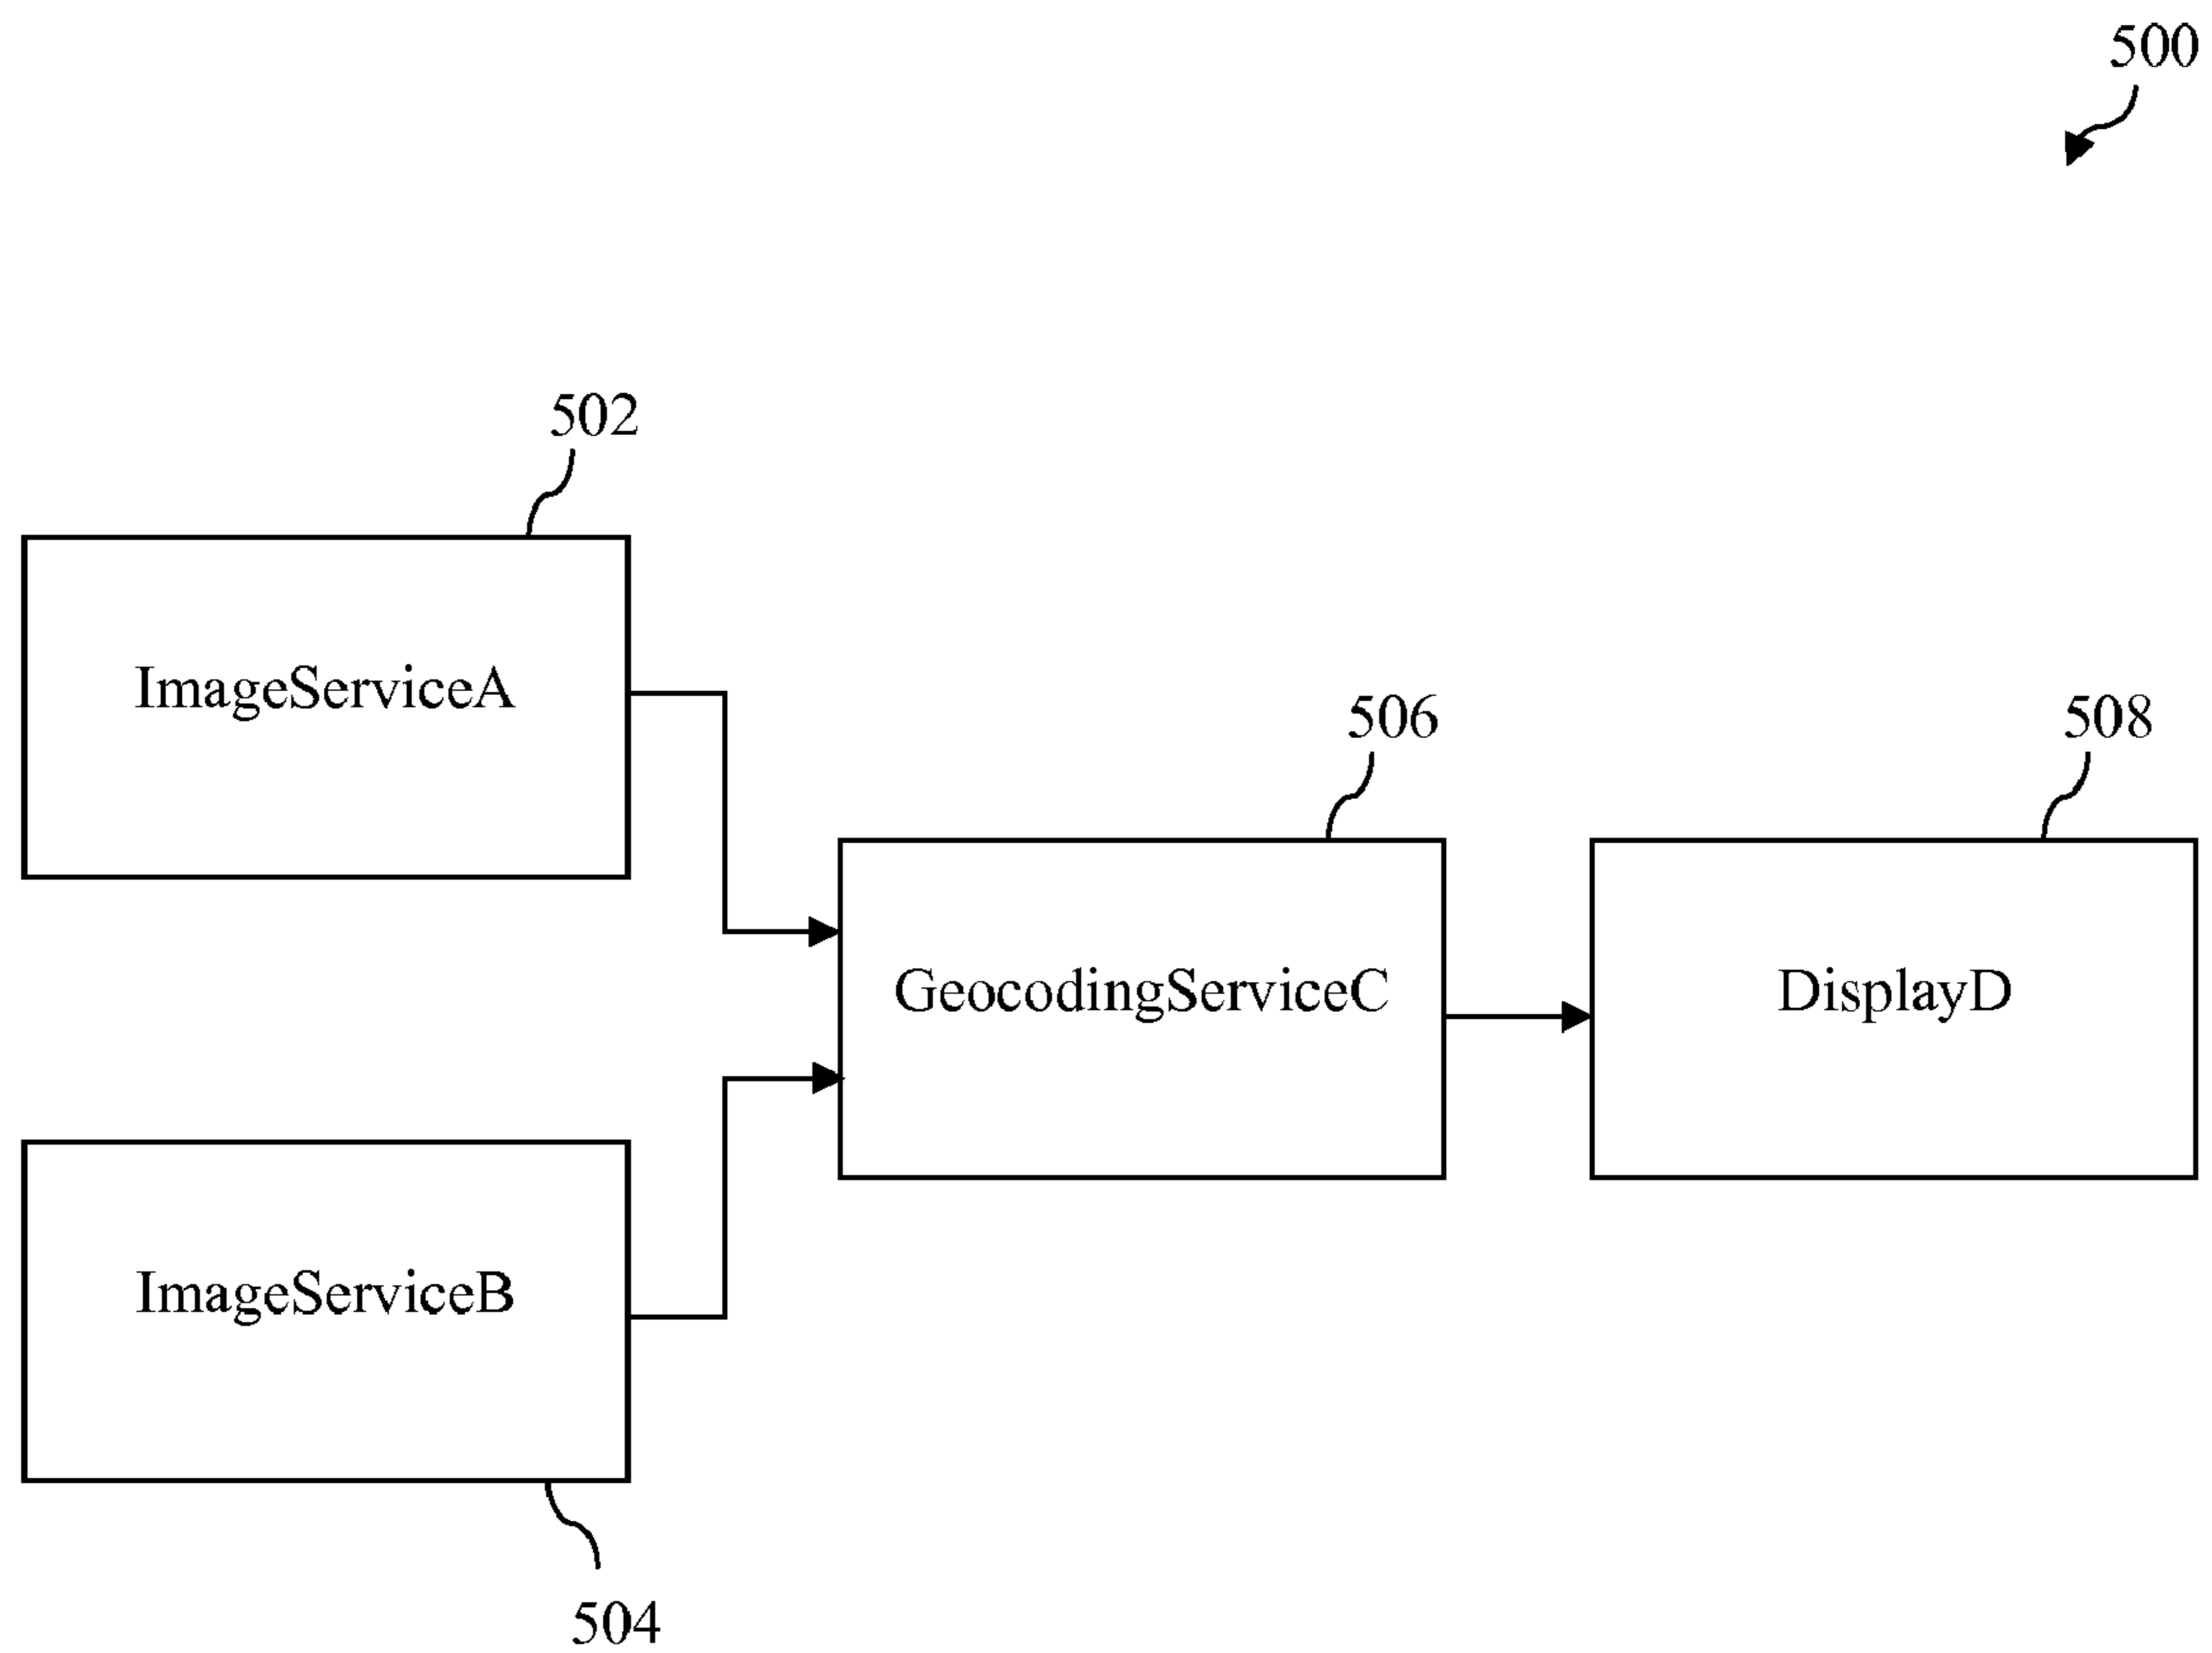 500
502
ImageServiceA
506
508
GeocodingServiceC
DisplayD
ImageServiceB
504